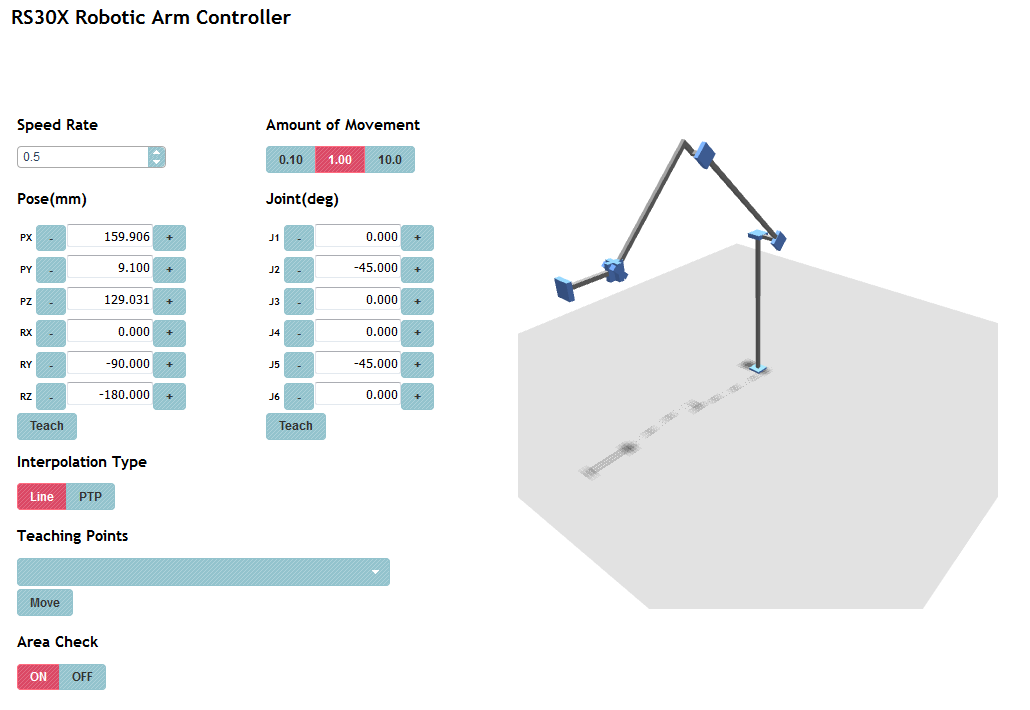 RS30X Robotic Arm Controller
Speed Rate
0.5
Amount of Movement
0.10 1.00 10.0
Pose(mm)
PX - 159.906 +
PY - 9.100 +
PZ - 129.031 +
RX - 0.000 +
RY - -90.000 +
RZ - -180.000 +
Teach
Joint(deg)
J1 - 0.000 +
J2 - -45.000 +
J3 - 0.000 +
J4 - 0.000 +
J5 - -45.000 +
J6 - 0.000 +
Teach
Interpolation Type
Line PTP
Teaching Points
Move
Area Check
ON OFF